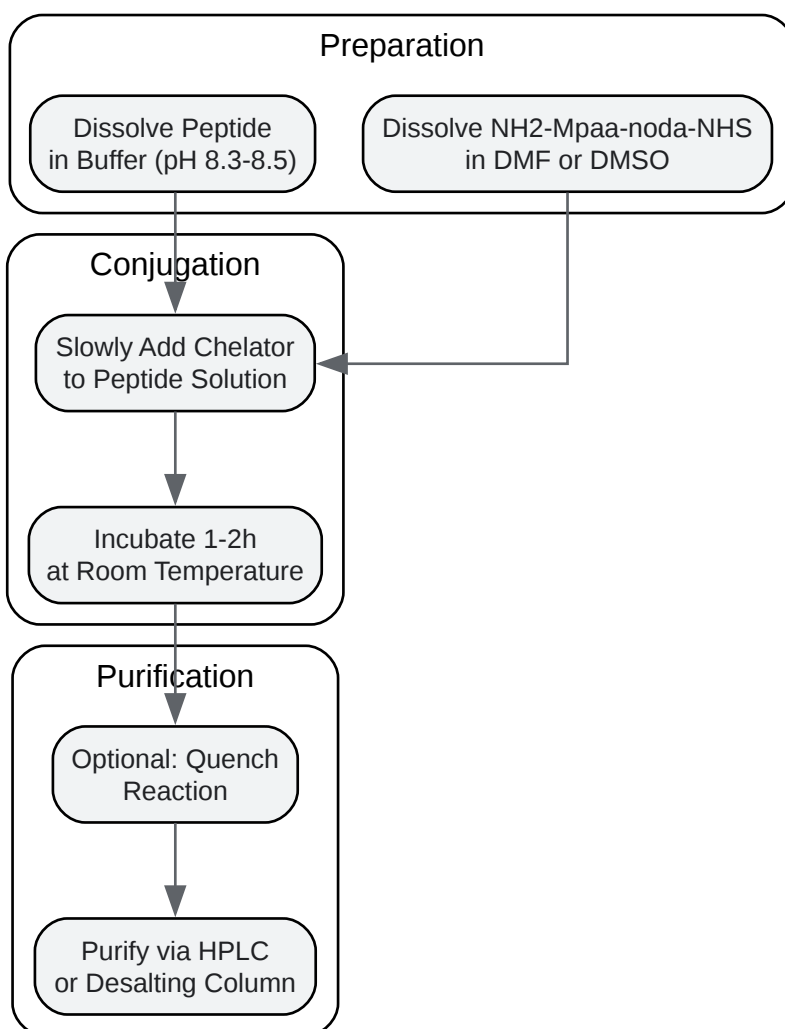 Preparation
Dissolve Peptide
in Buffer (pH 8.3-8.5)
Dissolve NH2-Mpaa-noda-NHS
in DMF or DMSO
Conjugation
Slowly Add Chelator
to Peptide Solution
Incubate 1-2h
at Room Temperature
Purification
Optional: Quench
Reaction
Purify via HPLC
or Desalting Column